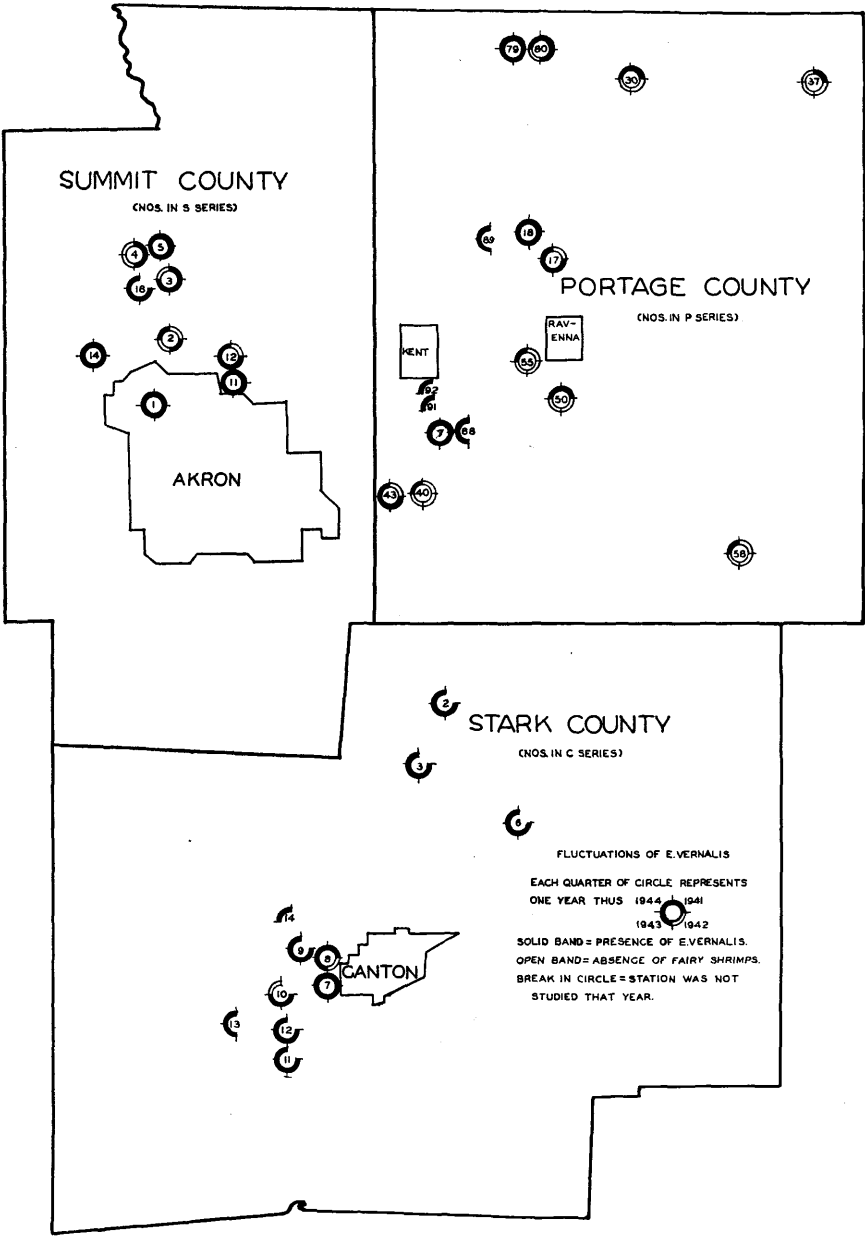 79
80
30
37
SUMMIT COUNTY
(NOS. IN S SERIES)
4
5
3
16
2
14
12
11
1
AKRON
89
18
17
PORTAGE COUNTY
(NOS. IN P SERIES)
KENT
RAV-
ENNA
55
50
92
91
7
88
43
40
58
2
STARK COUNTY
(NOS. IN C SERIES)
3
6
FLUCTUATIONS OF E.VERNALIS
EACH QUARTER OF CIRCLE REPRESENTS
ONE YEAR THUS 1944 1941
1943 1942
SOLID BAND = PRESENCE OF E.VERNALIS.
OPEN BAND = ABSENCE OF FAIRY SHRIMPS.
BREAK IN CIRCLE = STATION WAS NOT
STUDIED THAT YEAR.
14
9
8
CANTON
7
10
13
12
11